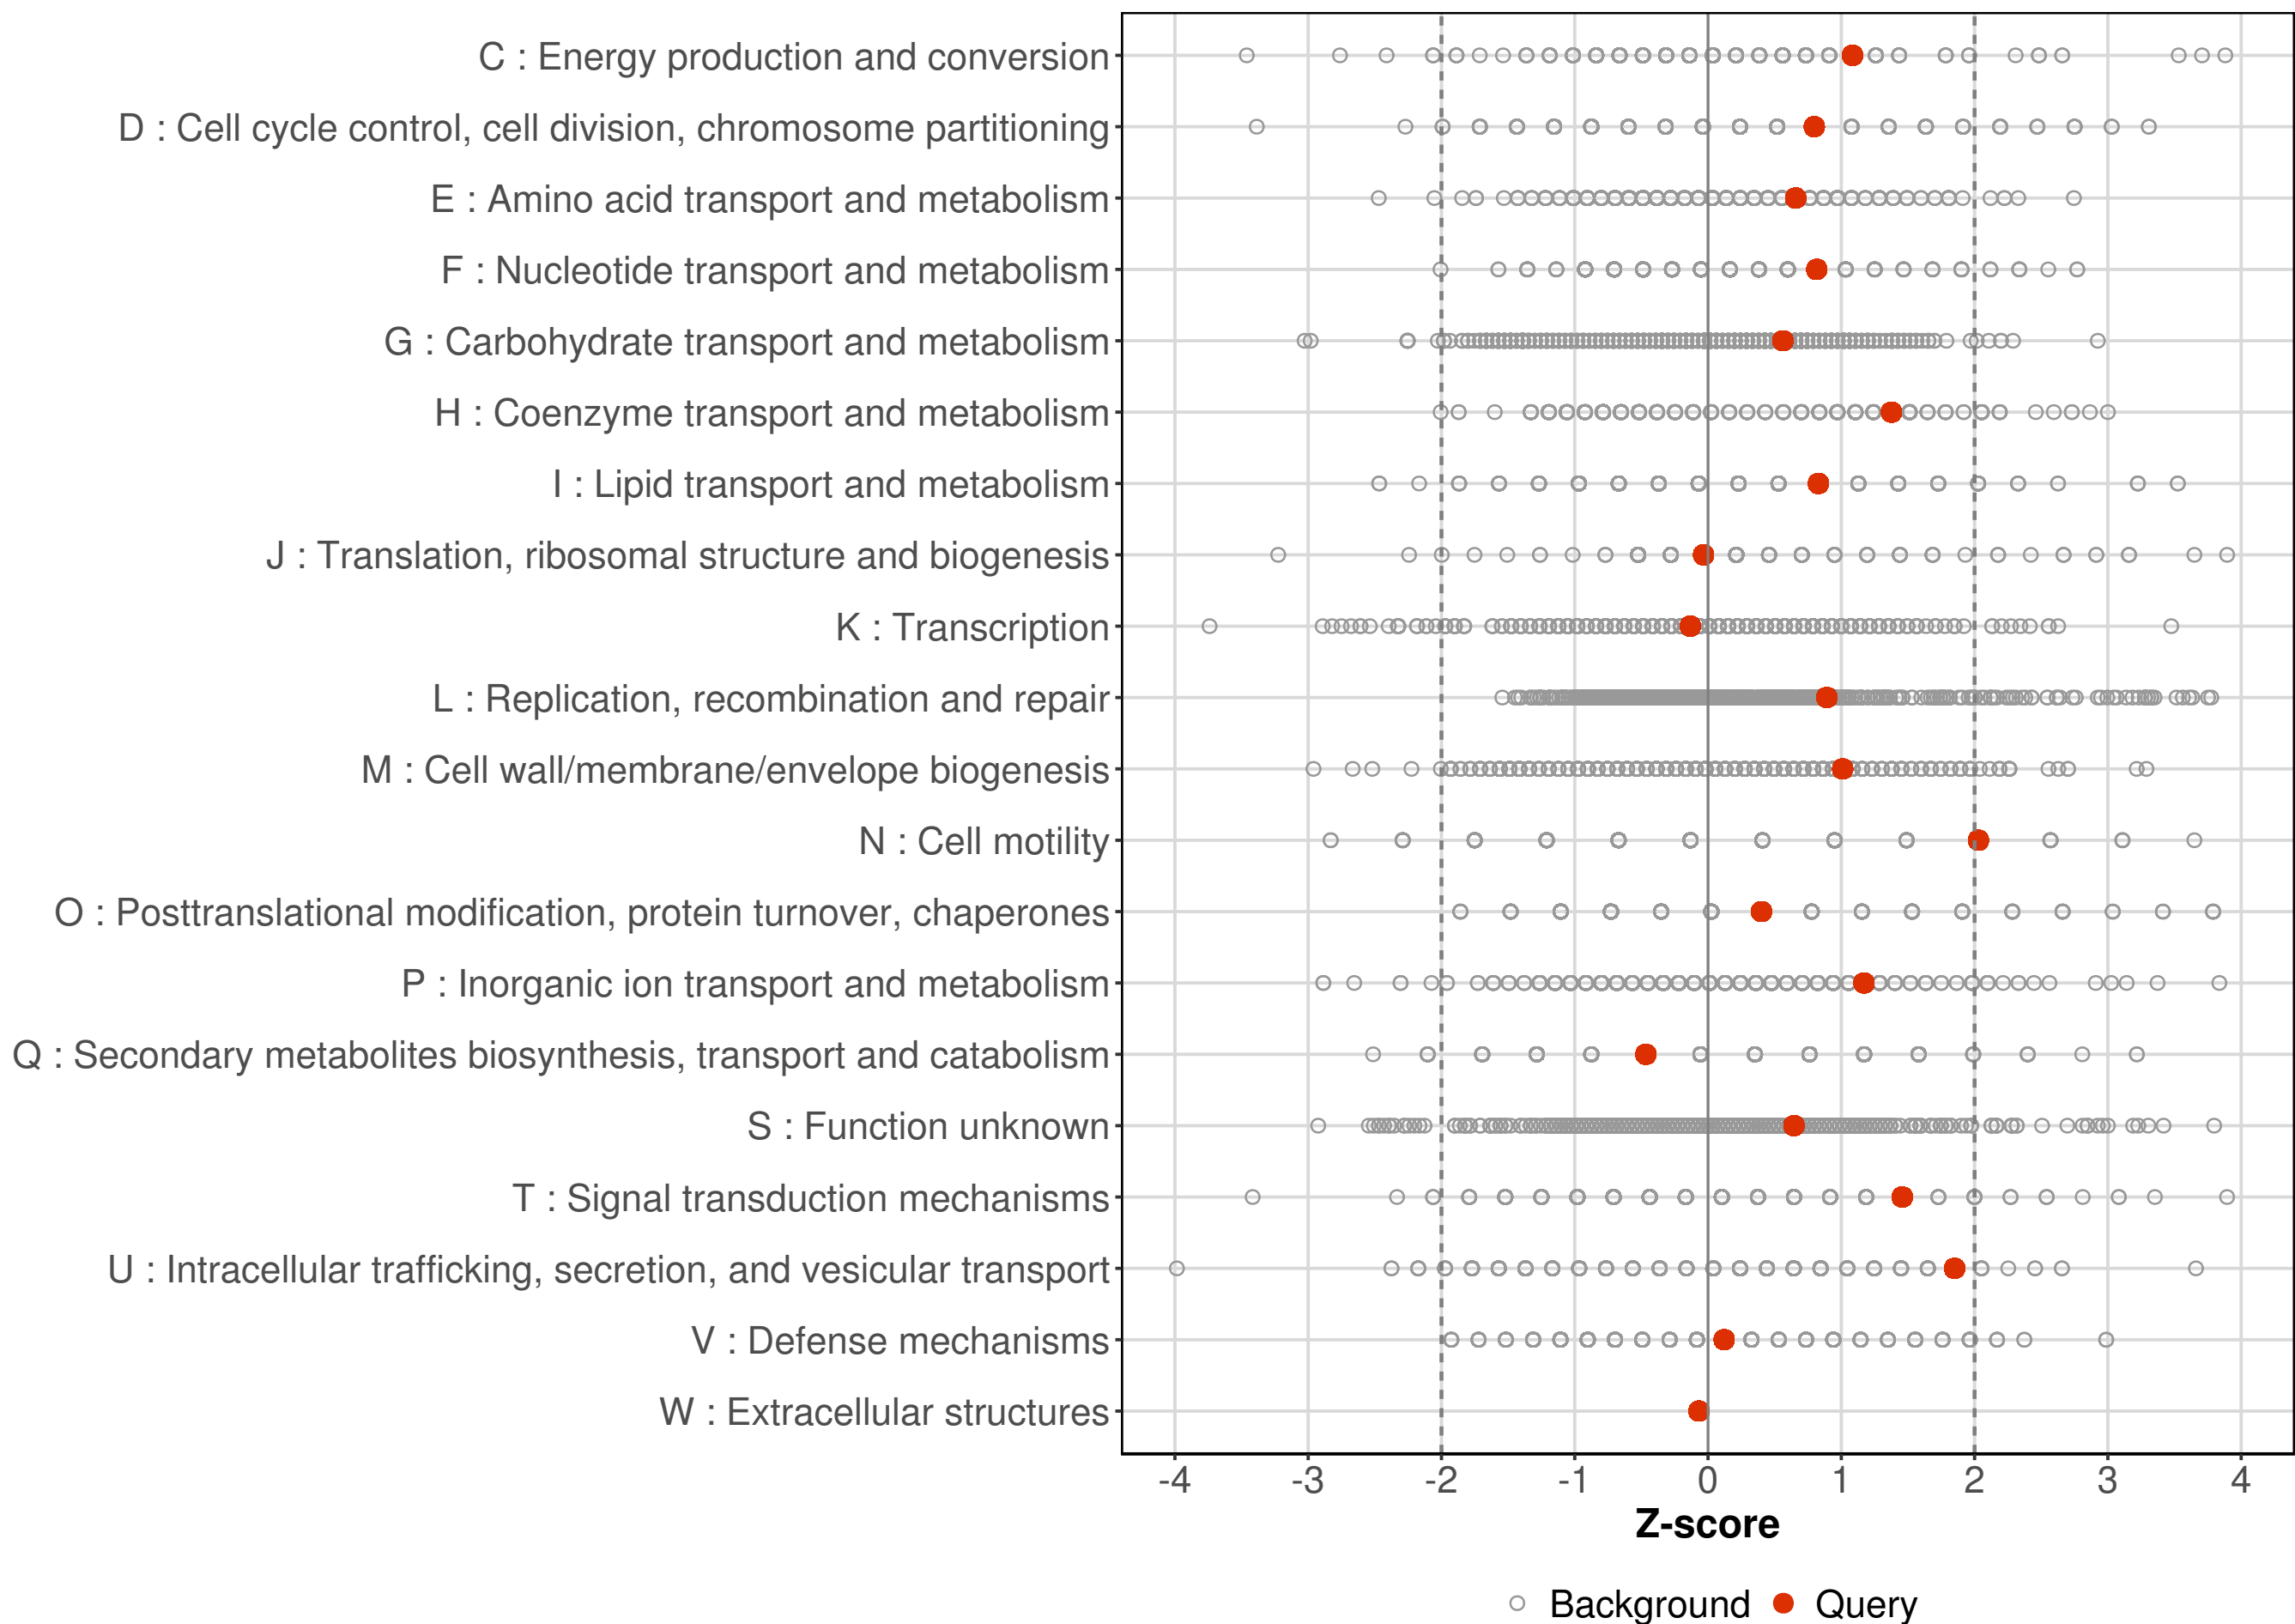 C : Energy production and conversion
D : Cell cycle control, cell division, chromosome partitioning
E : Amino acid transport and metabolism
F : Nucleotide transport and metabolism
G : Carbohydrate transport and metabolism
H : Coenzyme transport and metabolism
I : Lipid transport and metabolism
J : Translation, ribosomal structure and biogenesis
K : Transcription
L : Replication, recombination and repair
M : Cell wall/membrane/envelope biogenesis
N : Cell motility
O : Posttranslational modification, protein turnover, chaperones
P : Inorganic ion transport and metabolism
Q : Secondary metabolites biosynthesis, transport and catabolism
S : Function unknown
T : Signal transduction mechanisms
U : Intracellular trafficking, secretion, and vesicular transport
V : Defense mechanisms
W : Extracellular structures
-4 -3 -2 -1 0 1 2 3 4
Z-score
Background Query